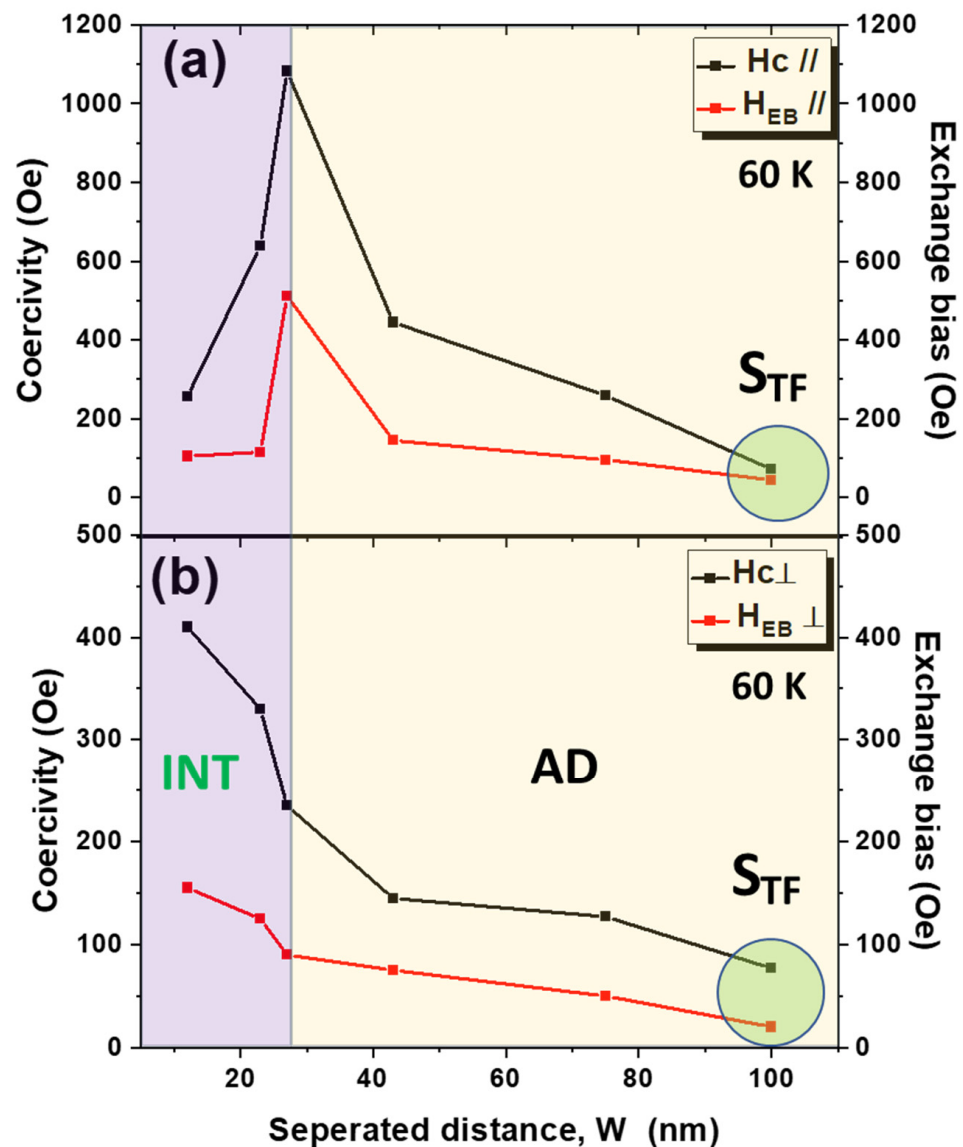 (a)
Hc //
H_EB //
60 K
S_TF
Coercivity (Oe)
1200
1000
800
600
400
200
0
Exchange bias (Oe)
1200
1000
800
600
400
200
0
(b)
Hc⊥
H_EB ⊥
60 K
INT
AD
S_TF
Coercivity (Oe)
500
400
300
200
100
0
Exchange bias (Oe)
500
400
300
200
100
0
20 40 60 80 100
Seperated distance, W (nm)